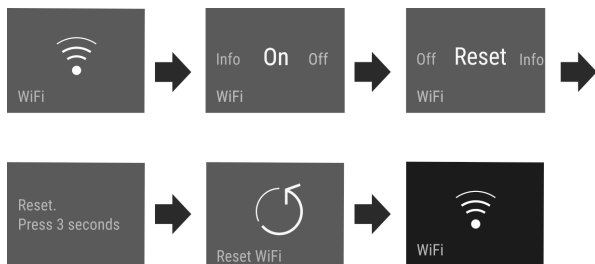 WiFi
Info On Off
WiFi
Off Reset Info
WiFi
Reset.
Press 3 seconds
Reset WiFi
WiFi